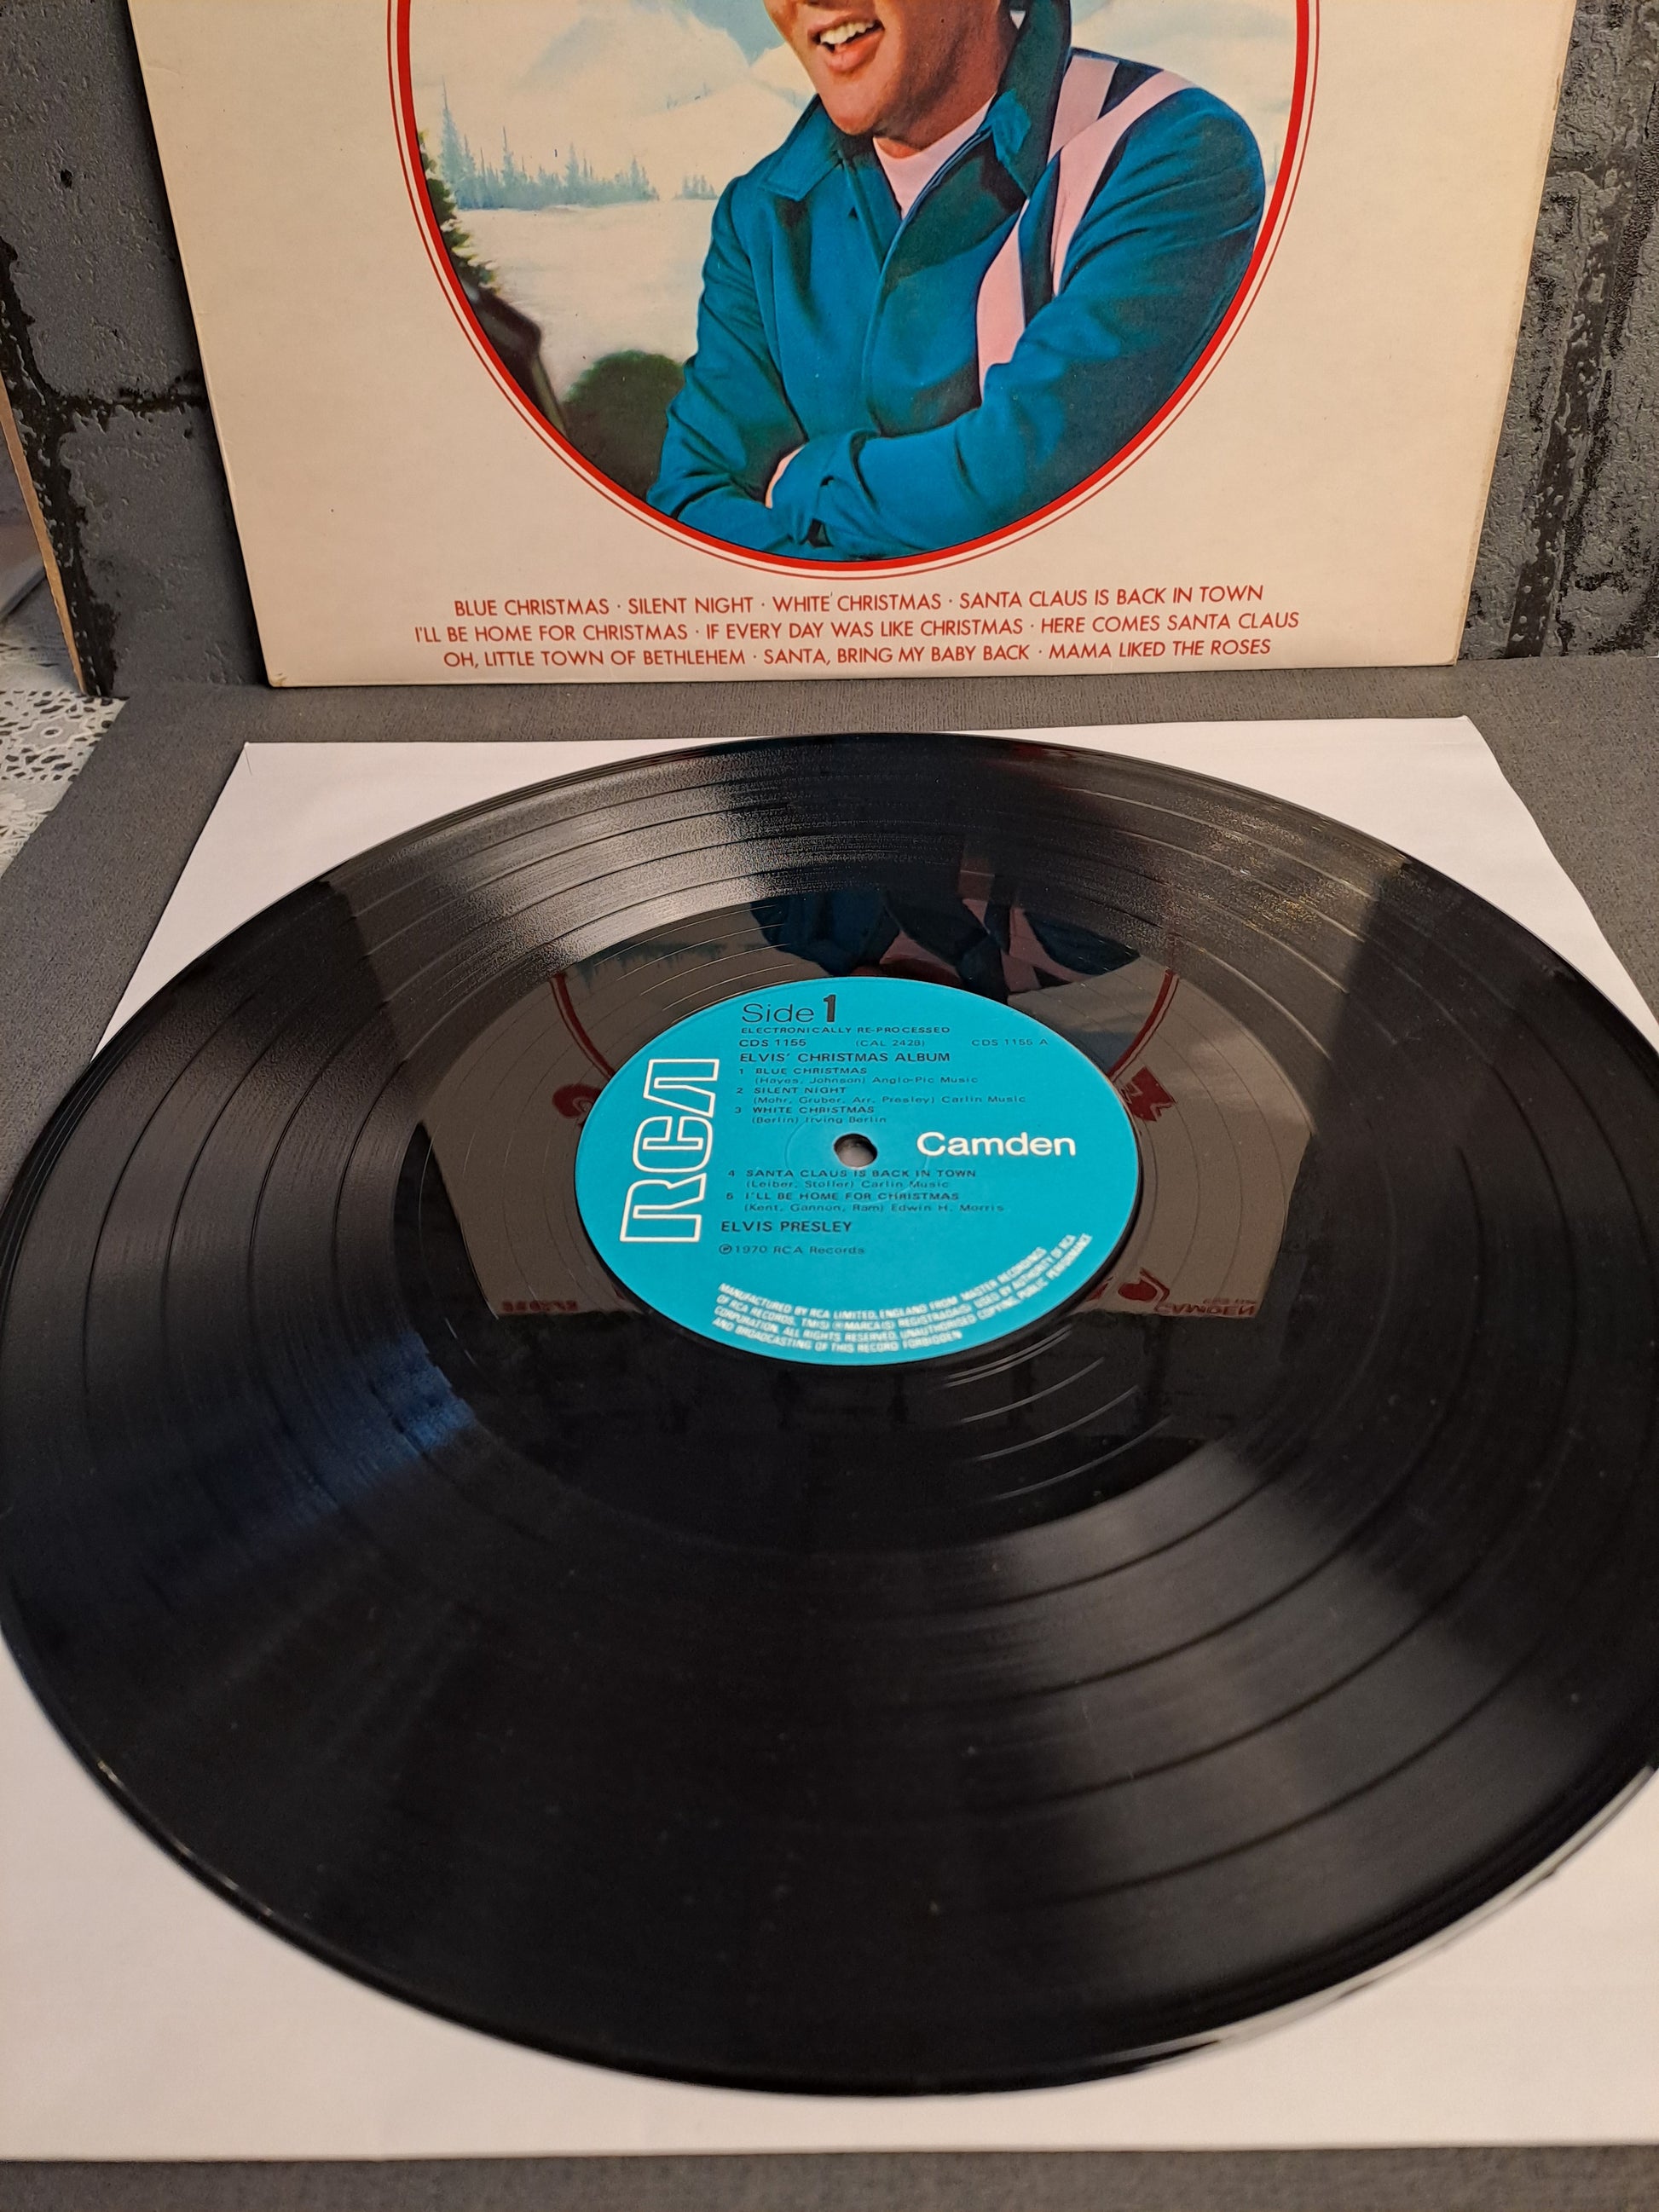 BLUE CHRISTMAS · SILENT NIGHT · WHITE CHRISTMAS · SANTA CLAUS IS BACK IN TOWN
I'LL BE HOME FOR CHRISTMAS · IF EVERY DAY WAS LIKE CHRISTMAS · HERE COMES SANTA CLAUS
OH, LITTLE TOWN OF BETHLEHEM · SANTA, BRING MY BABY BACK · MAMA LIKED THE ROSES
Side 1
ELECTRONICALLY RE-PROCESSED
CDS 1155 (CAL 2428) CDS 1155 A
ELVIS' CHRISTMAS ALBUM
1 BLUE CHRISTMAS
(Hayes, Johnson) Anglo-Pic Music
2 SILENT NIGHT
(Mohr, Gruber, Arr. Presley) Carlin Music
3 WHITE CHRISTMAS
(Berlin) Irving Berlin
RCA
Camden
4 SANTA CLAUS IS BACK IN TOWN
(Leiber, Stoller) Carlin Music
5 I'LL BE HOME FOR CHRISTMAS
(Kent, Gannon, Ram) Edwin H. Morris
ELVIS PRESLEY
℗1970 RCA Records
MANUFACTURED BY RCA LIMITED, ENGLAND FROM MASTER RECORDINGS
OF RCA RECORDS. TM(S) ® MARCA(S) REGISTRADA(S) USED BY AUTHORITY OF RCA
CORPORATION. ALL RIGHTS RESERVED. UNAUTHORISED COPYING, PUBLIC PERFORMANCE
AND BROADCASTING OF THIS RECORD FORBIDDEN
CAMDEN